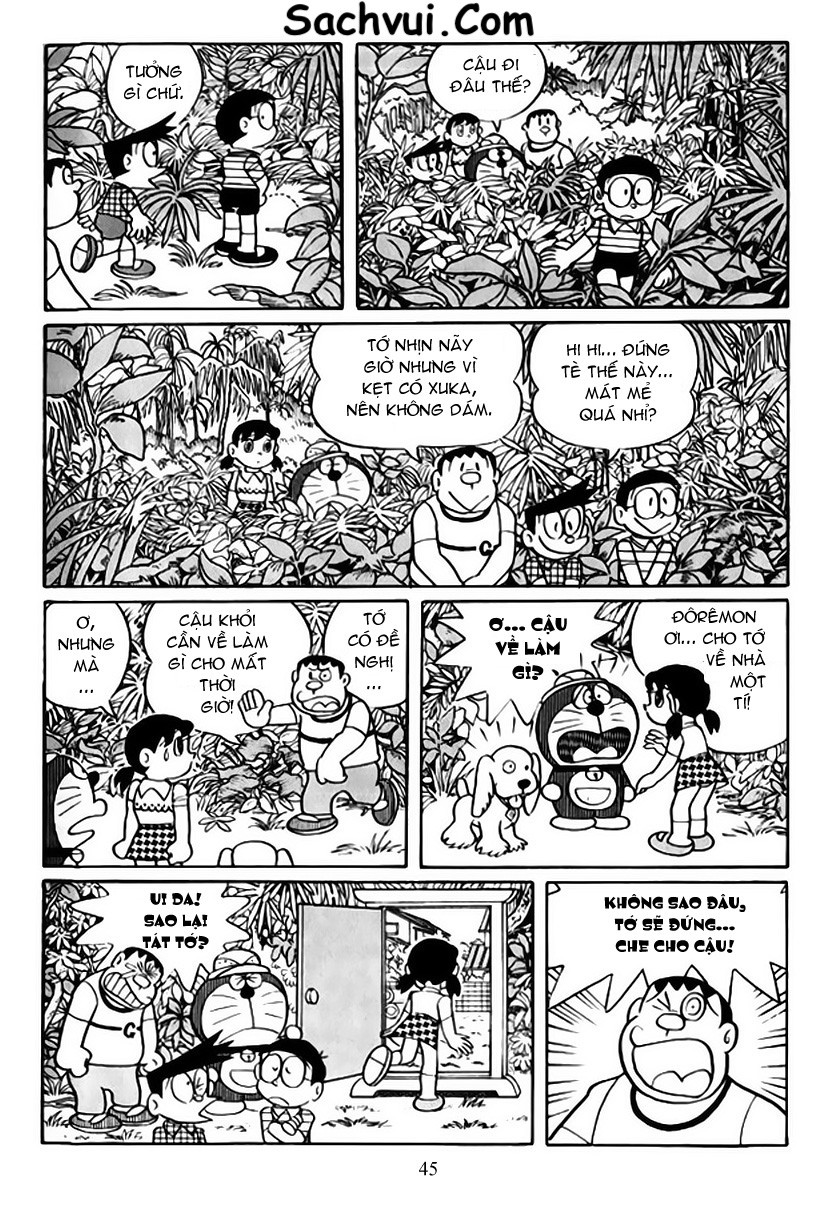 Sachvui.Com
TƯỞNG
GÌ CHỨ.
CẬU ĐI
ĐÂU THẾ?
TỚ NHỊN NÃY
GIỜ NHƯNG VÌ
KẸT CÓ XUKA,
NÊN KHÔNG DÁM.
HI HI... ĐỨNG
TÈ THẾ NÀY...
MÁT MẺ
QUÁ NHỈ?
Ơ,
NHƯNG
MÀ
...
CÂU KHỎI
CẦN VỀ LÀM
GÌ CHO MẤT
THỜI
GIỜ!
TỚ
CÓ ĐỀ
NGHỊ
...
Ơ... CẬU
VỀ LÀM
GÌ?
ĐÔRÊMON
ƠI... CHO TỚ
VỀ NHÀ
MỘT
TÍ!
UI DA!
SAO LẠI
TÁT TỚ?
G
KHÔNG SAO ĐÂU,
TỚ SẼ ĐỨNG...
CHE CHO CẬU!
45